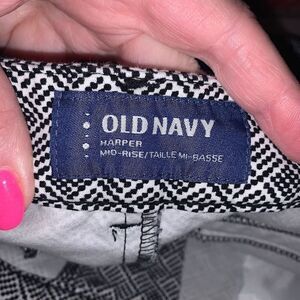 OLD NAVY
HARPER
MID-RISE/TAILLE MI-BASSE